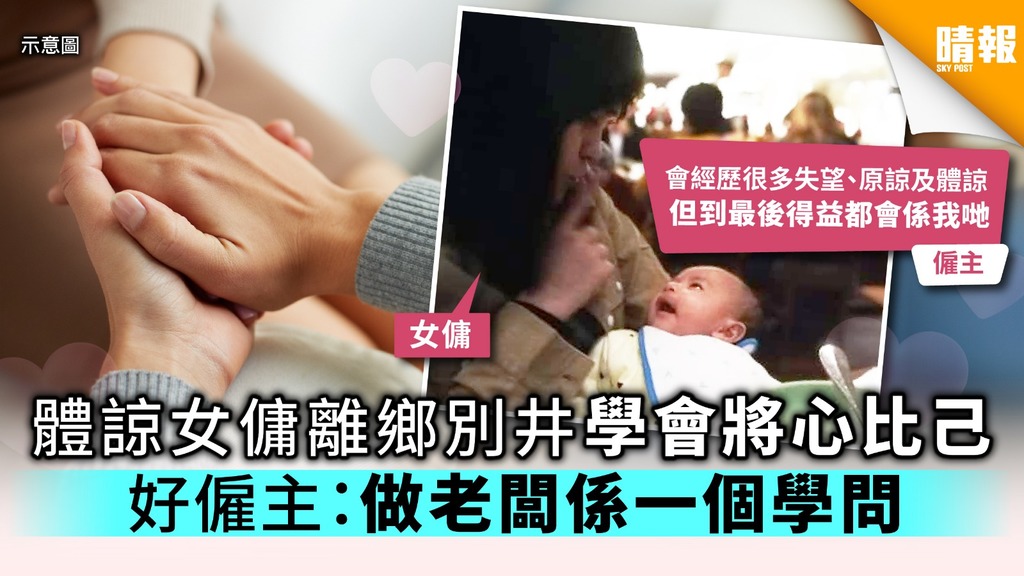 示意圖
晴報
SKY POST
會經歷很多失望、原諒及體諒
但到最後得益都會係我哋
僱主
女傭
體諒女傭離鄉別井學會將心比己
好僱主：做老闆係一個學問